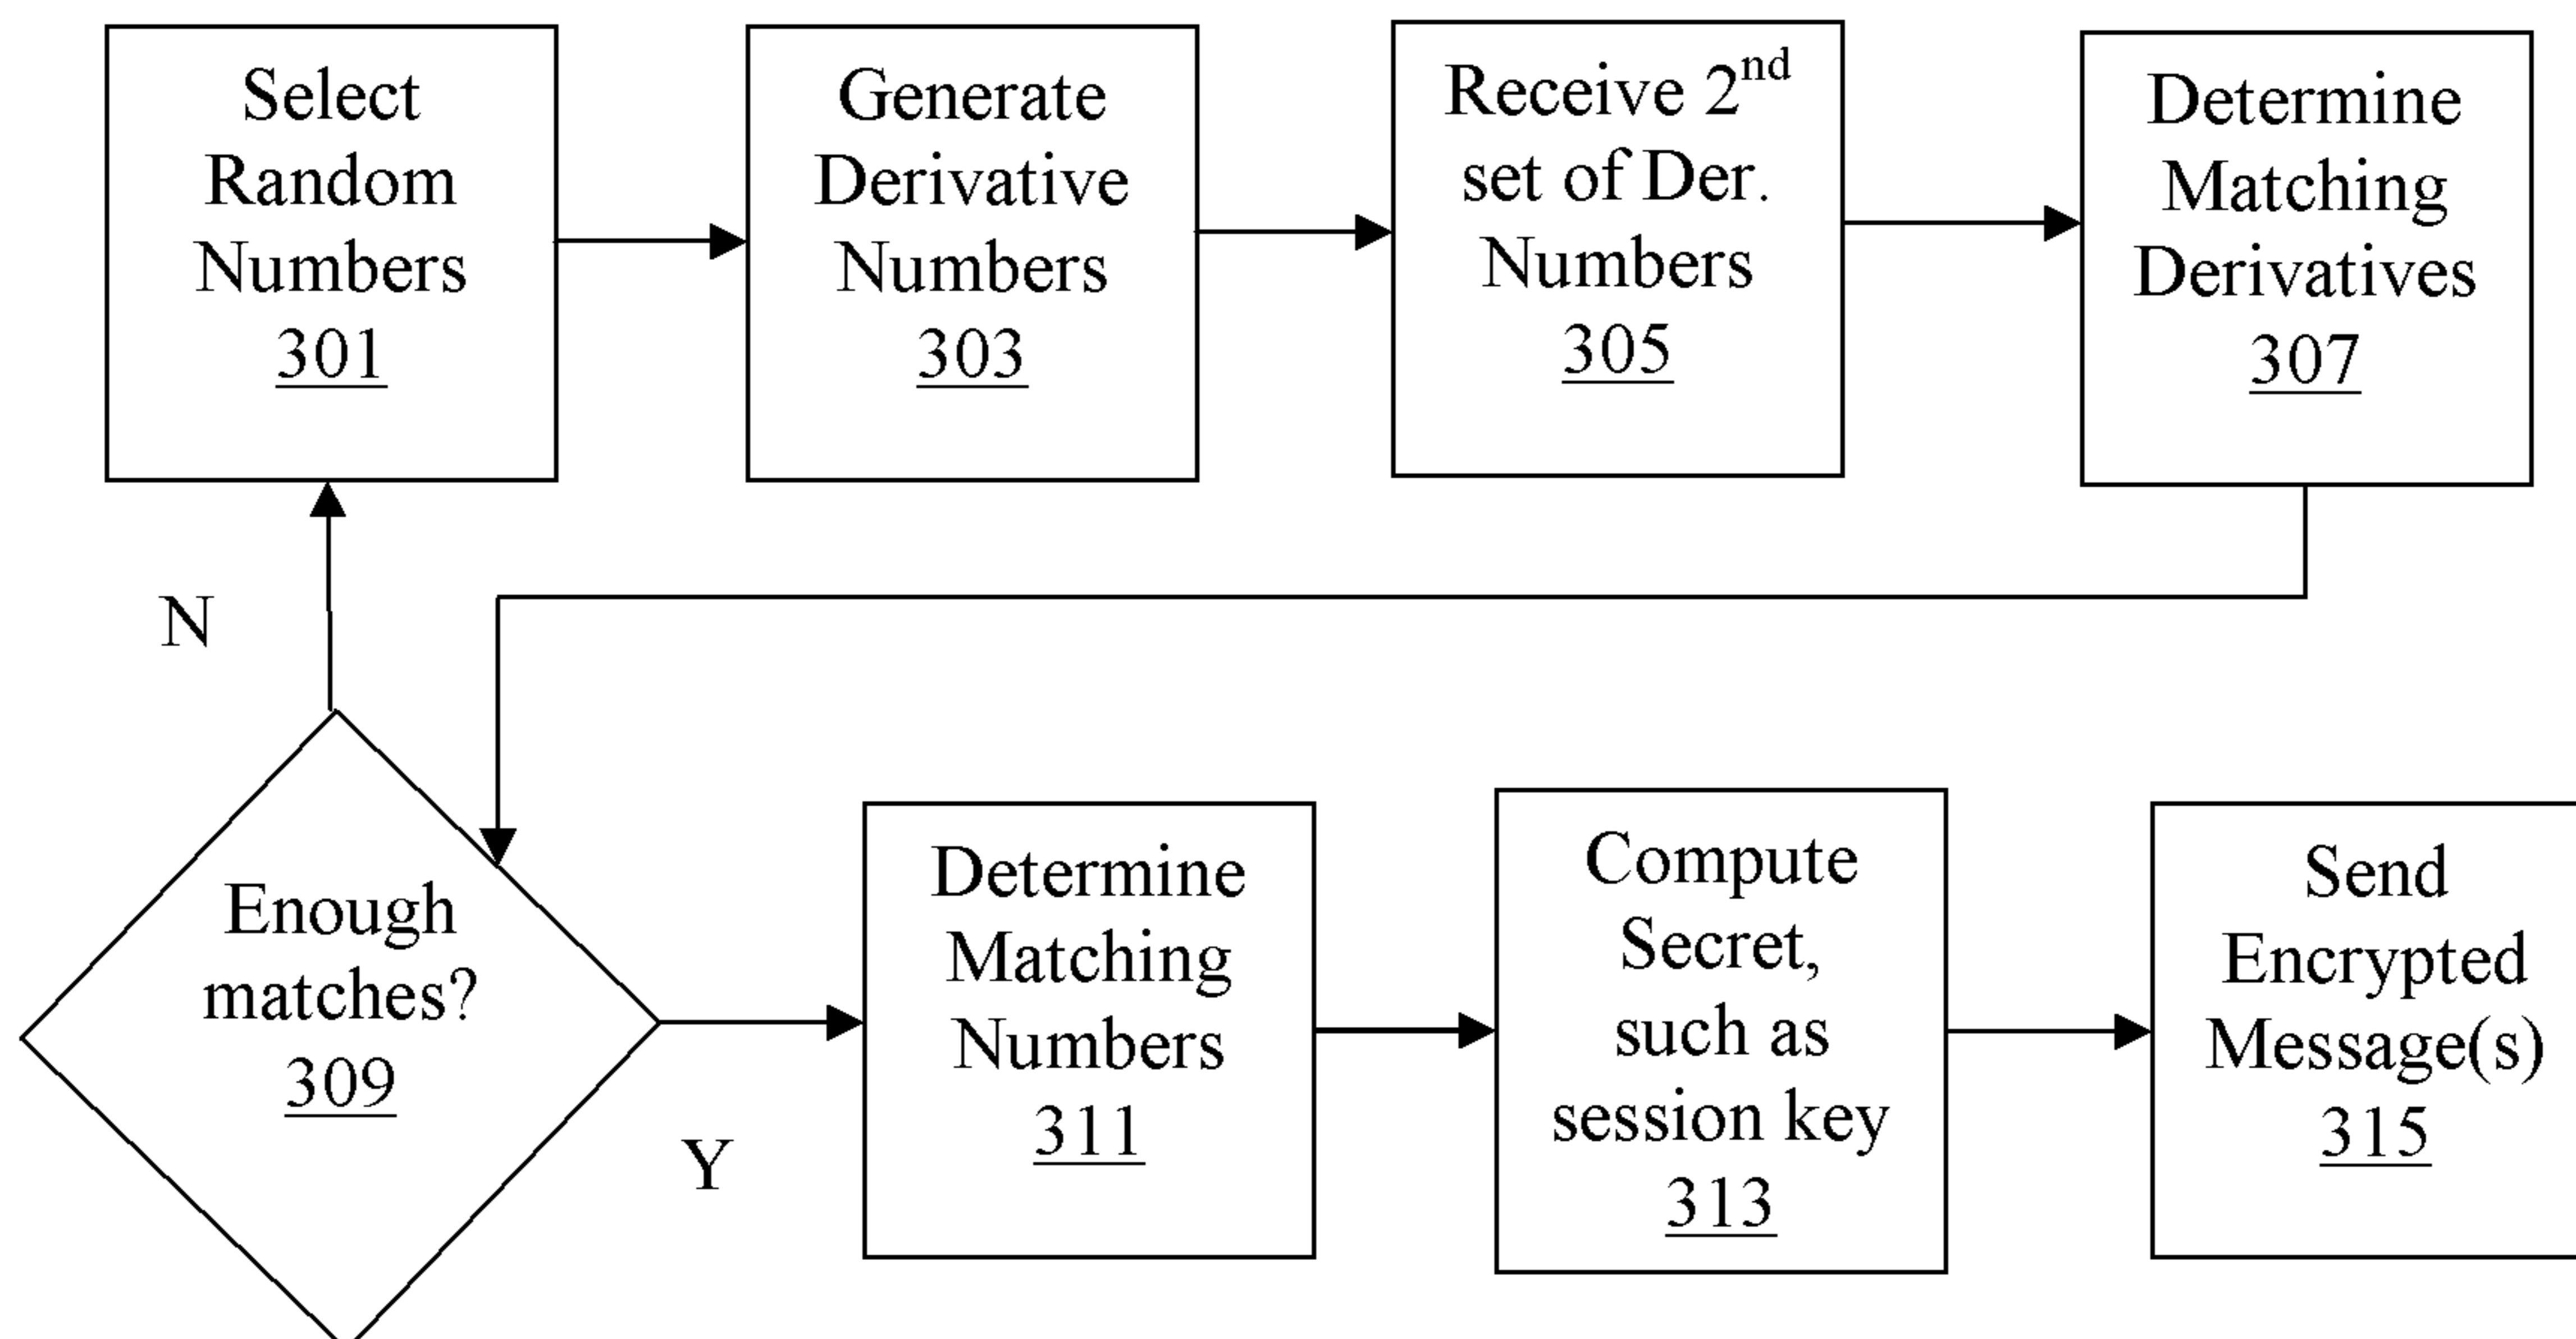 Select
Random
Numbers
301
Generate
Derivative
Numbers
303
Receive 2nd
set of Der.
Numbers
305
Determine
Matching
Derivatives
307
N
Enough
matches?
309
Y
Determine
Matching
Numbers
311
Compute
Secret,
such as
session key
313
Send
Encrypted
Message(s)
315